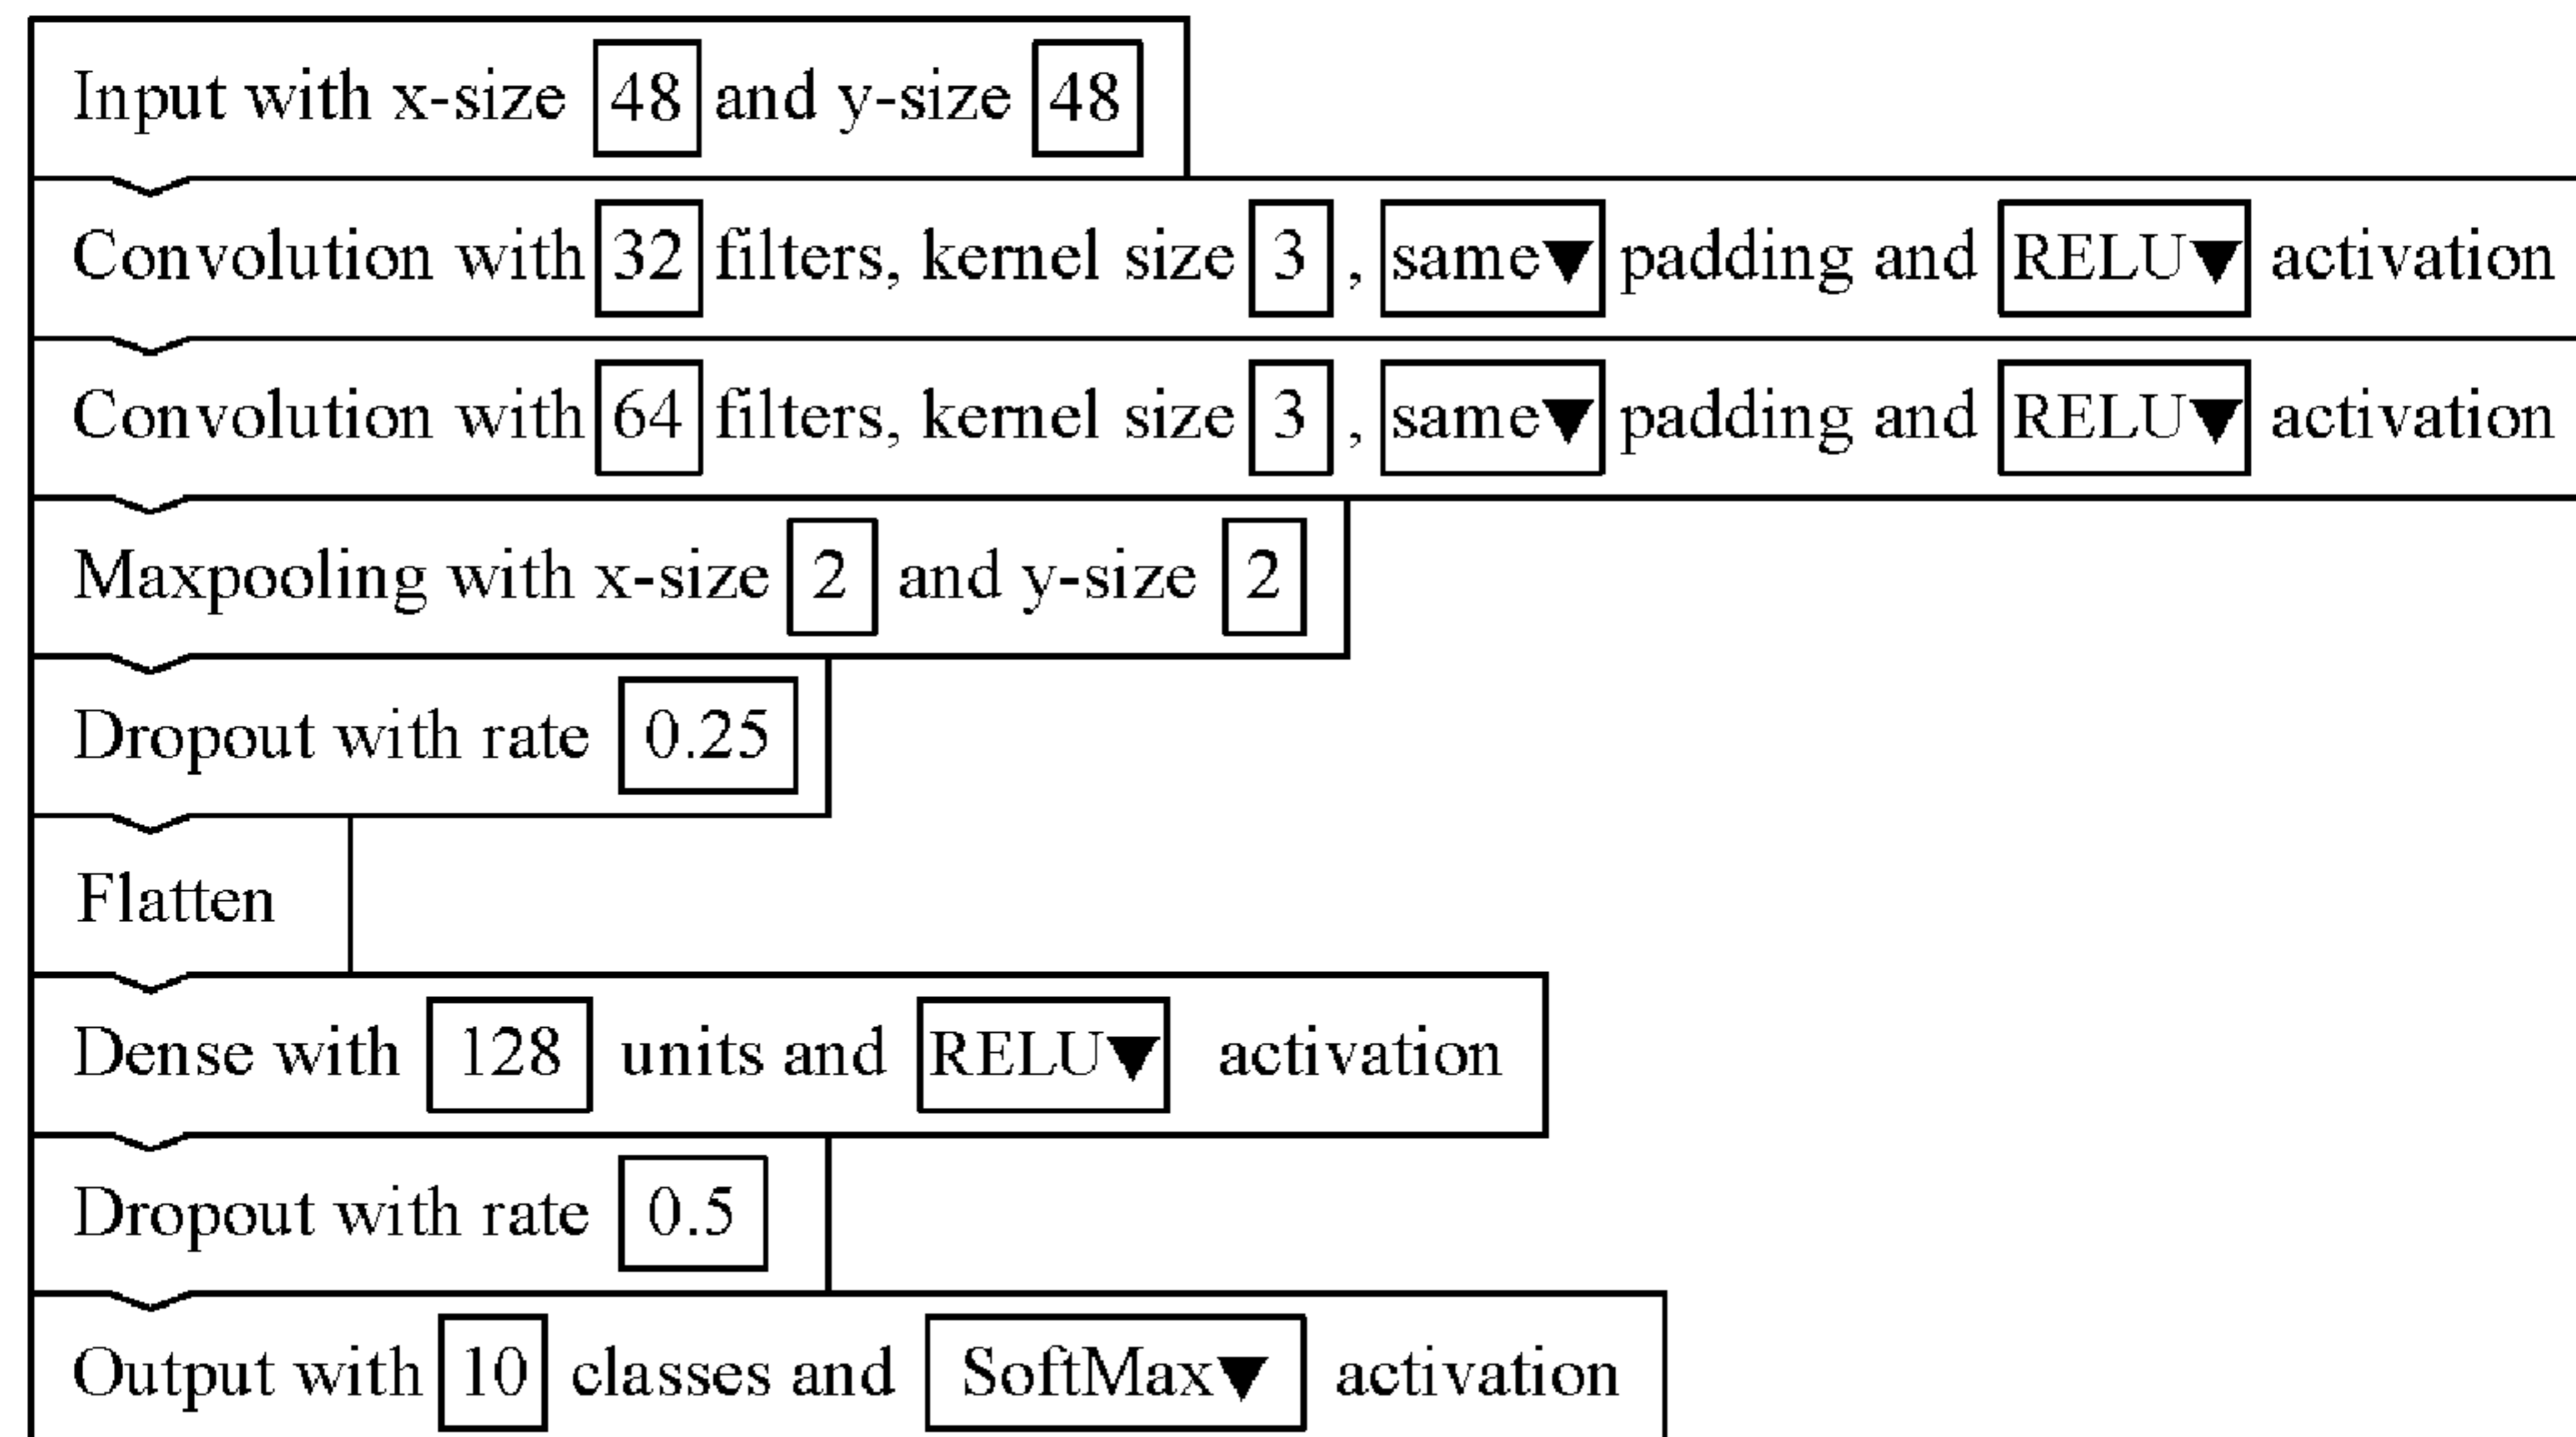 Input with x-size 48 and y-size 48
Convolution with 32 filters, kernel size 3 , same▼ padding and RELU▼ activation
Convolution with 64 filters, kernel size 3 , same▼ padding and RELU▼ activation
Maxpooling with x-size 2 and y-size 2
Dropout with rate 0.25
Flatten
Dense with 128 units and RELU▼ activation
Dropout with rate 0.5
Output with 10 classes and SoftMax▼ activation